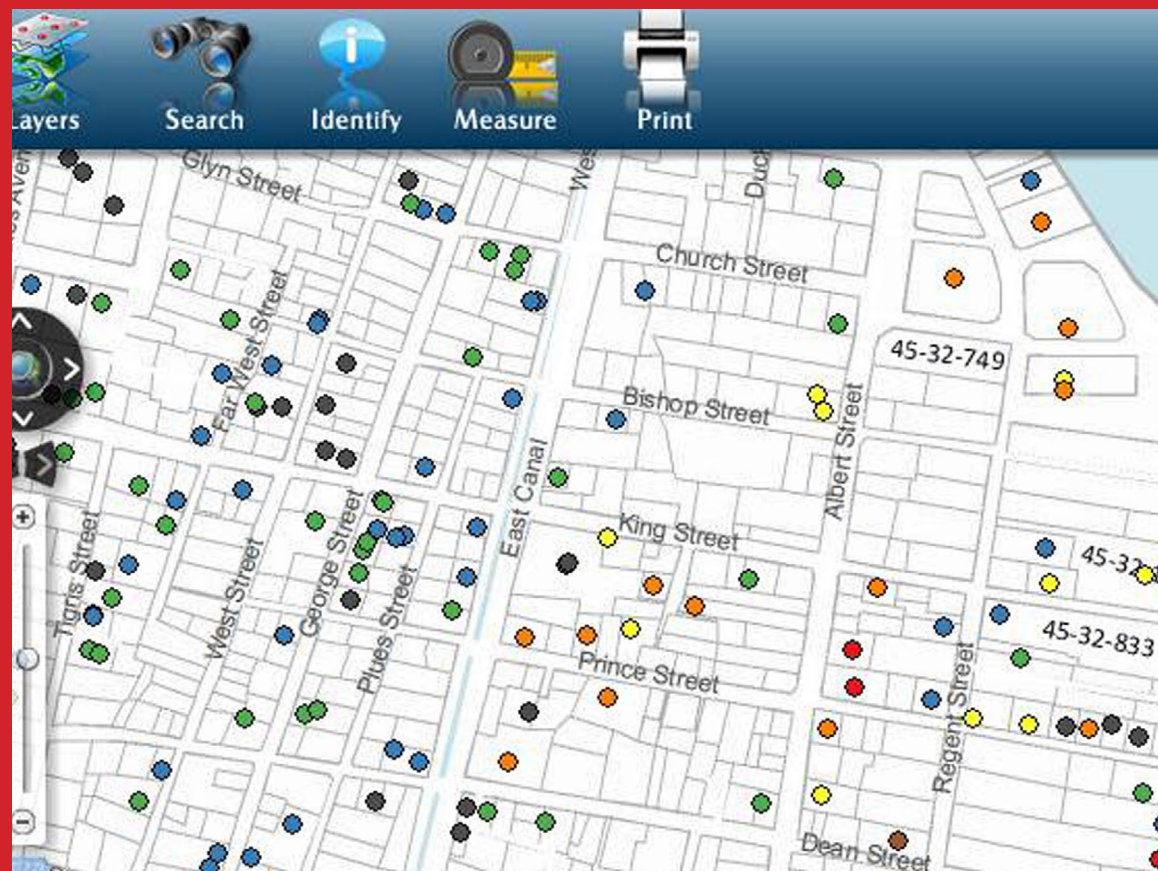 Layers
Search
Identify
Measure
Print
Glyn Street
Church Street
Far West Street
45-32-749
Bishop Street
Albert Street
East Canal
King Street
Tigris Street
West Street
George Street
Plues Street
45-32-833
Prince Street
Regent Street
Dean Street